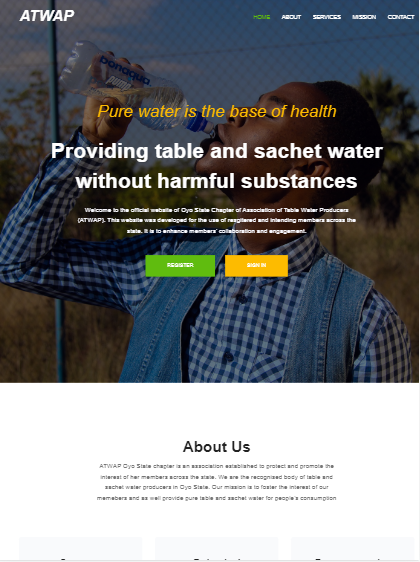 ATWAP
HOME ABOUT SERVICES MISSION CONTACT
bonaqua
Pure water is the base of health
Providing table and sachet water
without harmful substances
Welcome to the official website of Oyo State Chapter of Association of Table Water Producers
(ATWAP). This website was developed for the use of resgitered and intending members across the
state. It is to enhance members' collaboration and engagement.
REGISTER SIGN IN
About Us
ATWAP Oyo State chapter is an association established to protect and promote the
interest of her members across the state. We are the recognised body of table and
sachet water producers in Oyo State. Our mission is to foster the interest of our
memebers and as well provide pure table and sachet water for people's consumption